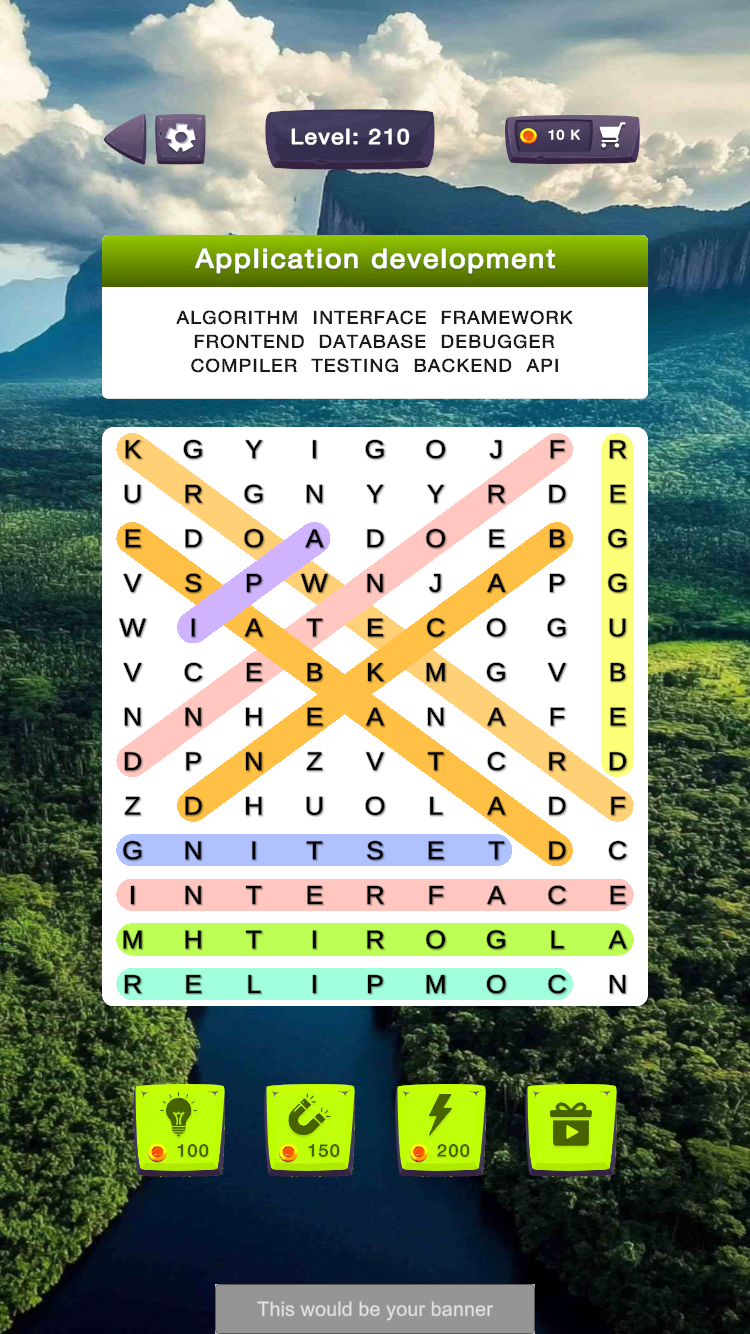 Level: 210
10 K
Application development
ALGORITHM INTERFACE FRAMEWORK
FRONTEND DATABASE DEBUGGER
COMPILER TESTING BACKEND API
K G Y I G O J F R
U R G N Y Y R D E
E D O A D O E B G
V S P W N J A P G
W I A T E C O G U
V C E B K M G V B
N N H E A N A F E
D P N Z V T C R D
Z D H U O L A D F
G N I T S E T D C
I N T E R F A C E
M H T I R O G L A
R E L I P M O C N
100 150 200
This would be your banner